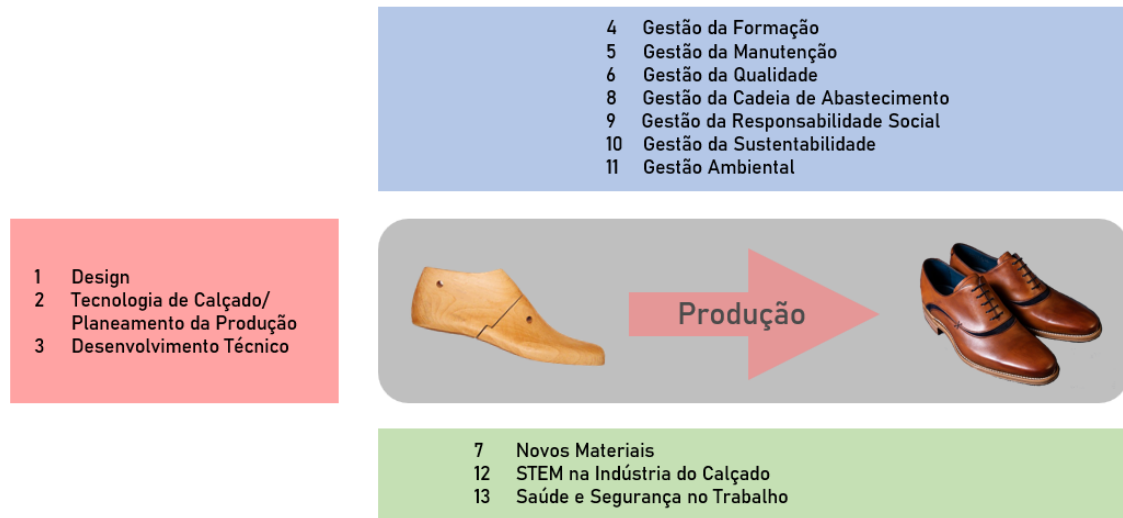 4 Gestão da Formação
5 Gestão da Manutenção
6 Gestão da Qualidade
8 Gestão da Cadeia de Abastecimento
9 Gestão da Responsabilidade Social
10 Gestão da Sustentabilidade
11 Gestão Ambiental
1 Design
2 Tecnologia de Calçado/
Planeamento da Produção
3 Desenvolvimento Técnico
Produção
7 Novos Materiais
12 STEM na Indústria do Calçado
13 Saúde e Segurança no Trabalho